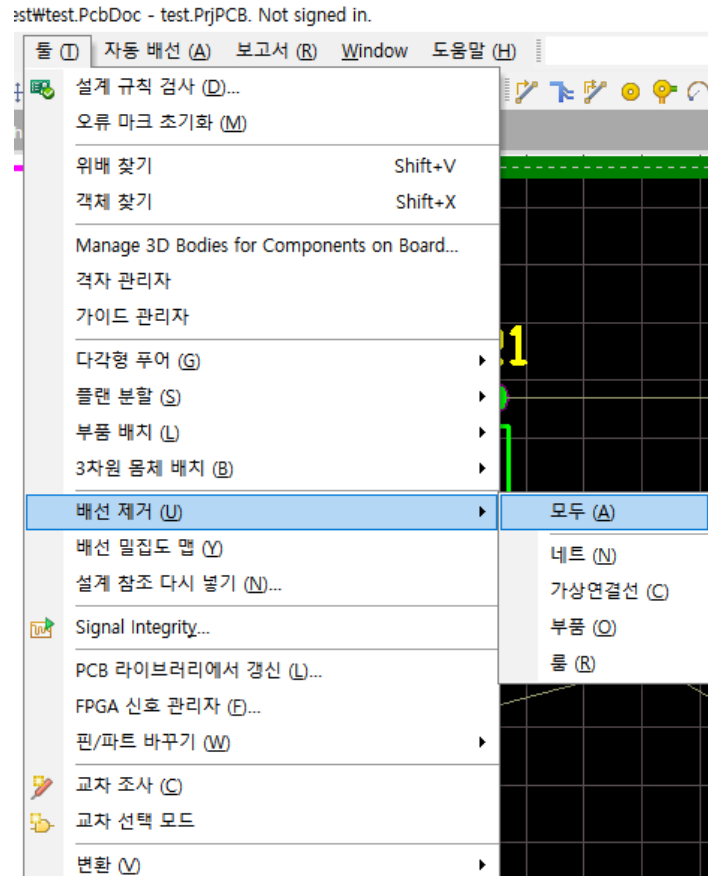 est₩test.PcbDoc - test.PrjPCB. Not signed in.
툴 (T) 자동 배선 (A) 보고서 (R) Window 도움말 (H)
설계 규칙 검사 (D)...
오류 마크 초기화 (M)
위배 찾기 Shift+V
객체 찾기 Shift+X
Manage 3D Bodies for Components on Board...
격자 관리자
가이드 관리자
다각형 푸어 (G)
플랜 분할 (S)
부품 배치 (L)
3차원 몸체 배치 (B)
배선 제거 (U)
모두 (A)
배선 밀집도 맵 (Y)
네트 (N)
설계 참조 다시 넣기 (N)...
가상연결선 (C)
Signal Integrity...
부품 (O)
룸 (R)
PCB 라이브러리에서 갱신 (L)...
FPGA 신호 관리자 (F)...
핀/파트 바꾸기 (W)
교차 조사 (C)
교차 선택 모드
변환 (V)